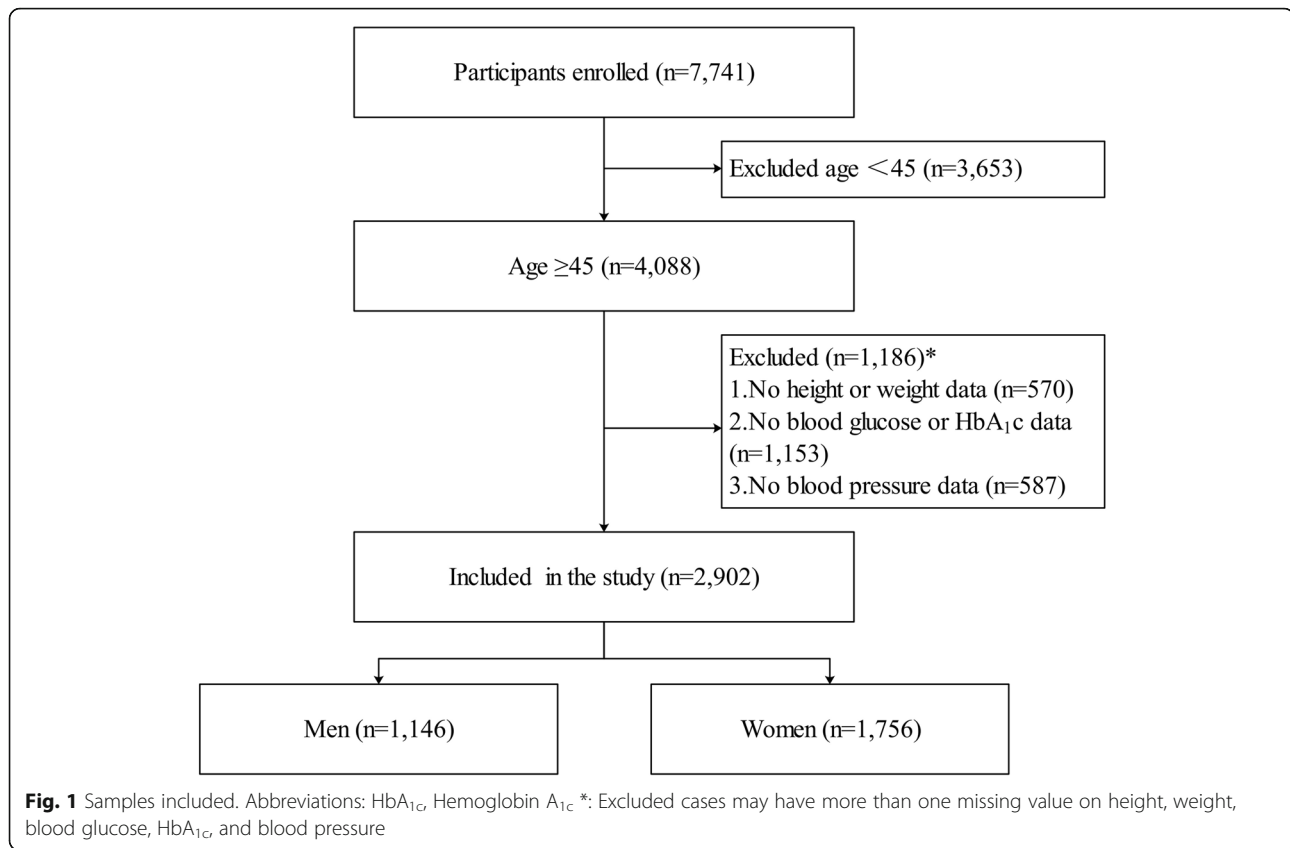 Participants enrolled (n=7,741)
Excluded age <45 (n=3,653)
Age ≥45 (n=4,088)
Excluded (n=1,186)*
1.No height or weight data (n=570)
2.No blood glucose or HbA₁c data
(n=1,153)
3.No blood pressure data (n=587)
Included in the study (n=2,902)
Men (n=1,146)
Women (n=1,756)
Fig. 1 Samples included. Abbreviations: HbA1c, Hemoglobin A1c *: Excluded cases may have more than one missing value on height, weight,
blood glucose, HbA1c, and blood pressure